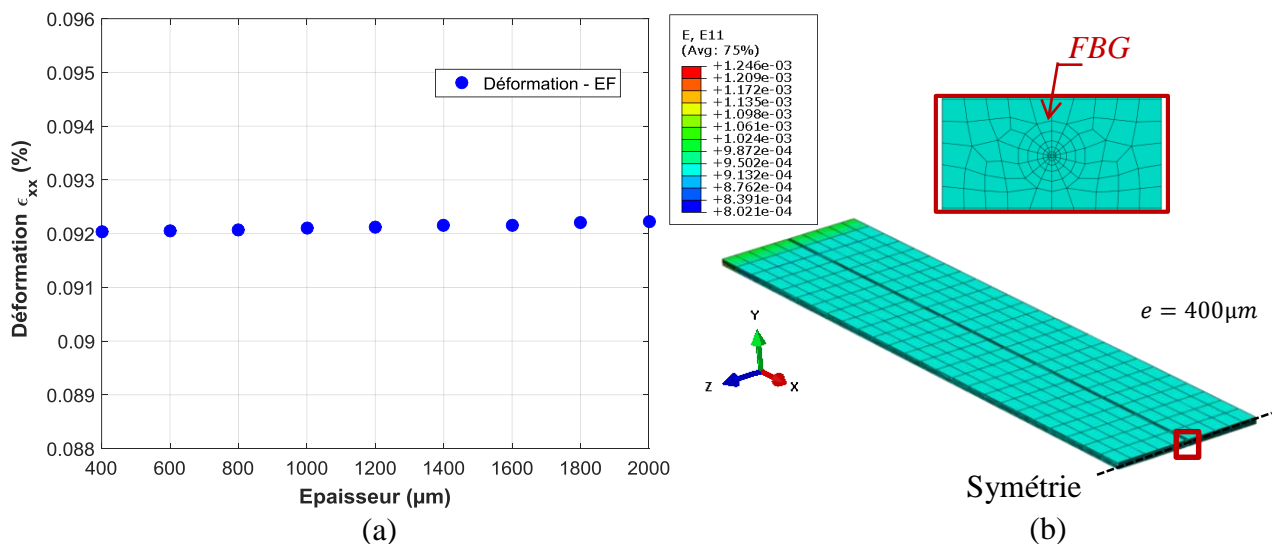 0.096
0.095
0.094
0.093
0.092
0.091
0.09
0.089
0.088
Déformation ϵxx (%)
Déformation - EF
400 600 800 1000 1200 1400 1600 1800 2000
Epaisseur (µm)
(a)
E, E11
(Avg: 75%)
+1.246e-03
+1.209e-03
+1.172e-03
+1.135e-03
+1.098e-03
+1.061e-03
+1.024e-03
+9.872e-04
+9.502e-04
+9.132e-04
+8.762e-04
+8.391e-04
+8.021e-04
FBG
e = 400µm
Y
Z
X
Symétrie
(b)